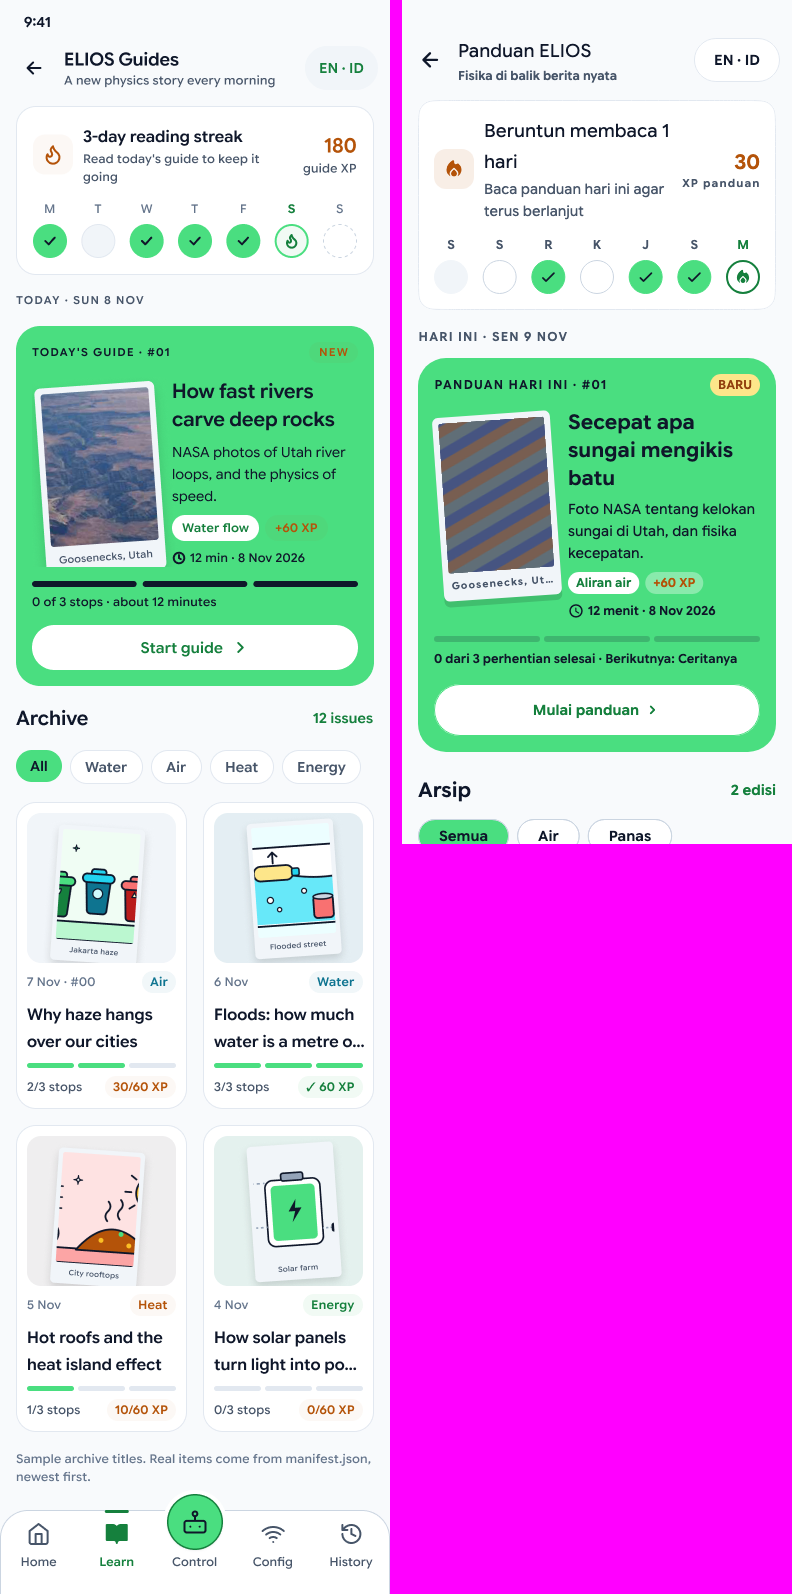 9:41
ELIOS Guides
A new physics story every morning
EN · ID
3-day reading streak
Read today's guide to keep it
going
180
guide XP
M T W T F S S
TODAY · SUN 8 NOV
TODAY'S GUIDE · #01
NEW
How fast rivers
carve deep rocks
NASA photos of Utah river
loops, and the physics of
speed.
Goosenecks, Utah
Water flow
+60 XP
12 min · 8 Nov 2026
0 of 3 stops · about 12 minutes
Start guide
Archive
12 issues
All
Water
Air
Heat
Energy
Jakarta haze
7 Nov · #00
Air
Why haze hangs
over our cities
2/3 stops
30/60 XP
Flooded street
6 Nov
Water
Floods: how much
water is a metre o...
3/3 stops
✓ 60 XP
City rooftops
5 Nov
Heat
Hot roofs and the
heat island effect
1/3 stops
10/60 XP
Solar farm
4 Nov
Energy
How solar panels
turn light into po...
0/3 stops
0/60 XP
Sample archive titles. Real items come from manifest.json,
newest first.
Home
Learn
Control
Config
History
Panduan ELIOS
Fisika di balik berita nyata
EN · ID
Beruntun membaca 1
hari
Baca panduan hari ini agar
terus berlanjut
30
XP panduan
S S R K J S M
HARI INI · SEN 9 NOV
PANDUAN HARI INI · #01
BARU
Secepat apa
sungai mengikis
batu
Foto NASA tentang kelokan
sungai di Utah, dan fisika
kecepatan.
Goosenecks, Ut...
Aliran air
+60 XP
12 menit · 8 Nov 2026
0 dari 3 perhentian selesai · Berikutnya: Ceritanya
Mulai panduan
Arsip
2 edisi
Semua
Air
Panas